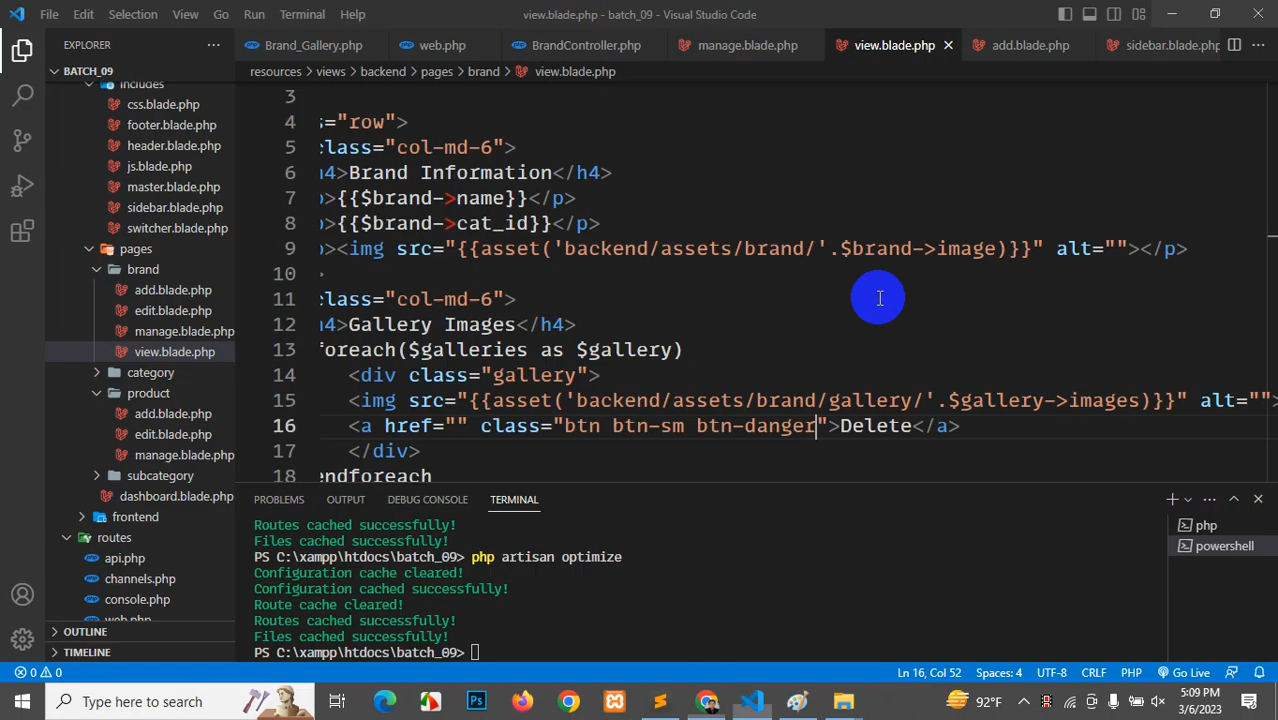 File Edit Selection View Go Run Terminal Help
view.blade.php - batch_09 - Visual Studio Code
EXPLORER
Brand_Gallery.php web.php BrandController.php manage.blade.php view.blade.php add.blade.php sidebar.blade.php
BATCH_09
resources > views > backend > pages > brand > view.blade.php
includes
css.blade.php
footer.blade.php
header.blade.php
js.blade.php
master.blade.php
sidebar.blade.php
switcher.blade.php
pages
brand
add.blade.php
edit.blade.php
manage.blade.php
view.blade.php
category
product
add.blade.php
edit.blade.php
manage.blade.php
subcategory
dashboard.blade.php
frontend
routes
api.php
channels.php
console.php
web.php
OUTLINE
TIMELINE
3
4 ="row">
5 class="col-md-6">
6 h4>Brand Information</h4>
7 >{{$brand->name}}</p>
8 >{{$brand->cat_id}}</p>
9 ><img src="{{asset('backend/assets/brand/'.$brand->image)}}" alt=""></p>
10 >
11 class="col-md-6">
12 h4>Gallery Images</h4>
13 foreach($galleries as $gallery)
14 <div class="gallery">
15 <img src="{{asset('backend/assets/brand/gallery/'.$gallery->images)}}" alt="">
16 <a href="" class="btn btn-sm btn-danger">Delete</a>
17 </div>
18 endforeach
PROBLEMS OUTPUT DEBUG CONSOLE TERMINAL
Routes cached successfully!
Files cached successfully!
PS C:\xampp\htdocs\batch_09> php artisan optimize
Configuration cache cleared!
Configuration cached successfully!
Route cache cleared!
Routes cached successfully!
Files cached successfully!
PS C:\xampp\htdocs\batch_09>
php
powershell
0 0
Ln 16, Col 52 Spaces: 4 UTF-8 CRLF PHP Go Live
Type here to search
Ps
92°F
5:09 PM
3/6/2023